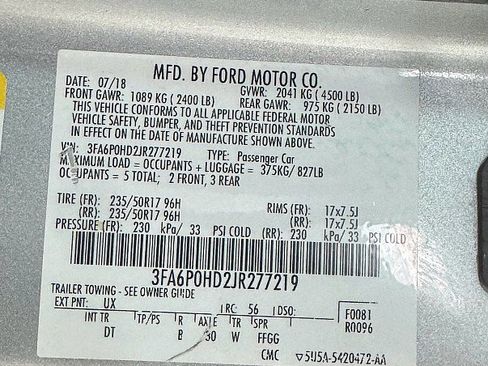 MFD. BY FORD MOTOR CO.
DATE: 07/18 GVWR: 2041 KG ( 4500 LB)
FRONT GAWR: 1089 KG ( 2400 LB) REAR GAWR: 975 KG ( 2150 LB)
THIS VEHICLE CONFORMS TO ALL APPLICABLE FEDERAL MOTOR
VEHICLE SAFETY, BUMPER, AND THEFT PREVENTION STANDARDS
IN EFFECT ON THE DATE OF MANUFACTURE SHOWN ABOVE.
VIN: 3FA6P0HD2JR277219 TYPE: Passenger Car
MAXIMUM LOAD = OCCUPANTS + LUGGAGE = 375KG/ 827LB
OCCUPANTS = 5 TOTAL; 2 FRONT, 3 REAR
TIRE (FR): 235/50R17 96H RIMS (FR): 17x7.5J
(RR): 235/50R17 96H (RR): 17x7.5J
PRESSURE (FR): 230 kPa/ 33 PSI COLD (RR): 230 kPa/ 33 PSI COLD
3FA6P0HD2JR277219
TRAILER TOWING - SEE OWNER GUIDE
EXT PNT: UX RC: 56 DSO: F0081
INT TR TP/PS R AXLE TR SPR R0096
DT B 30 W FFGG
CMC 5U5A-5420472-AA